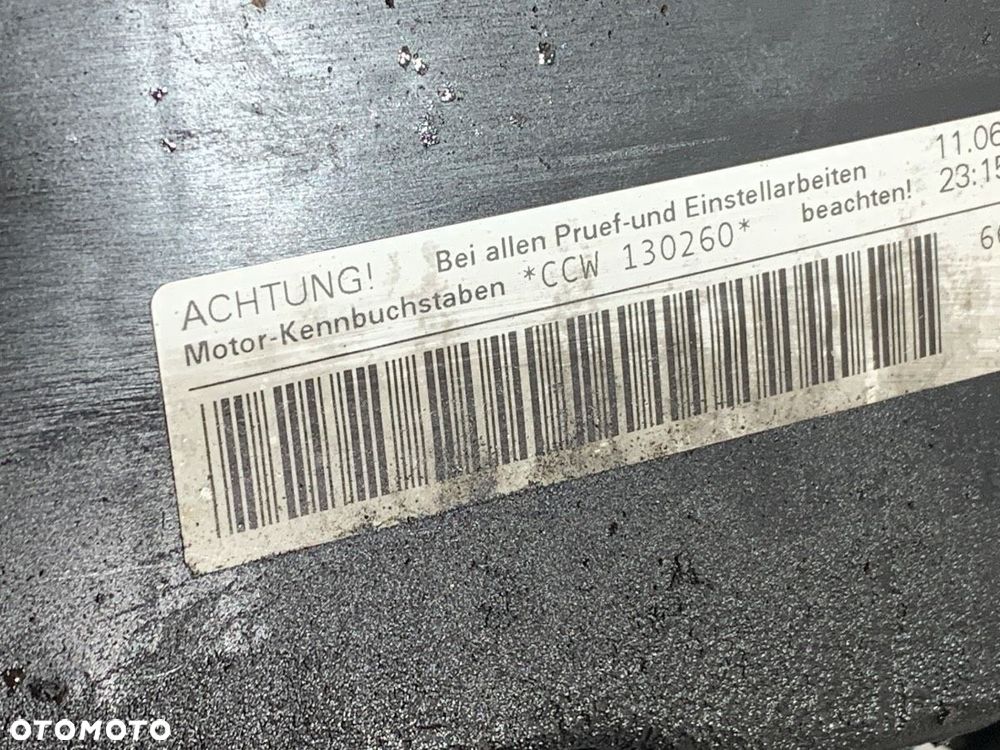 ACHTUNG! Bei allen Pruef-und Einstellarbeiten 11.06
Motor-Kennbuchstaben *CCW 130260* beachten! 23:15
OTOMOTO